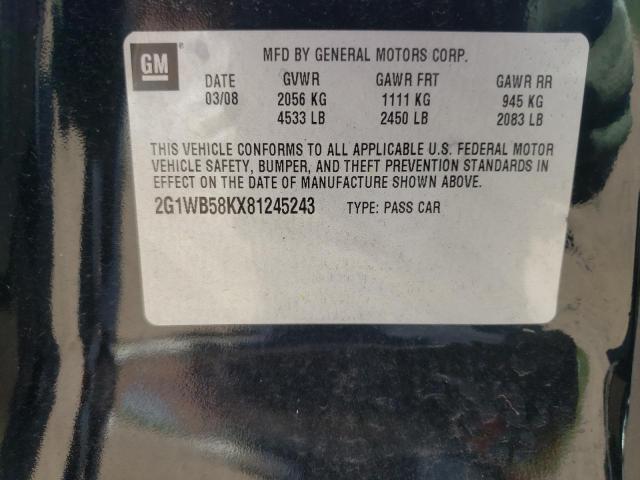 GM
MFD BY GENERAL MOTORS CORP.
DATE GVWR GAWR FRT GAWR RR
03/08 2056 KG 1111 KG 945 KG
4533 LB 2450 LB 2083 LB
THIS VEHICLE CONFORMS TO ALL APPLICABLE U.S. FEDERAL MOTOR
VEHICLE SAFETY, BUMPER, AND THEFT PREVENTION STANDARDS IN
EFFECT ON THE DATE OF MANUFACTURE SHOWN ABOVE.
2G1WB58KX81245243 TYPE: PASS CAR